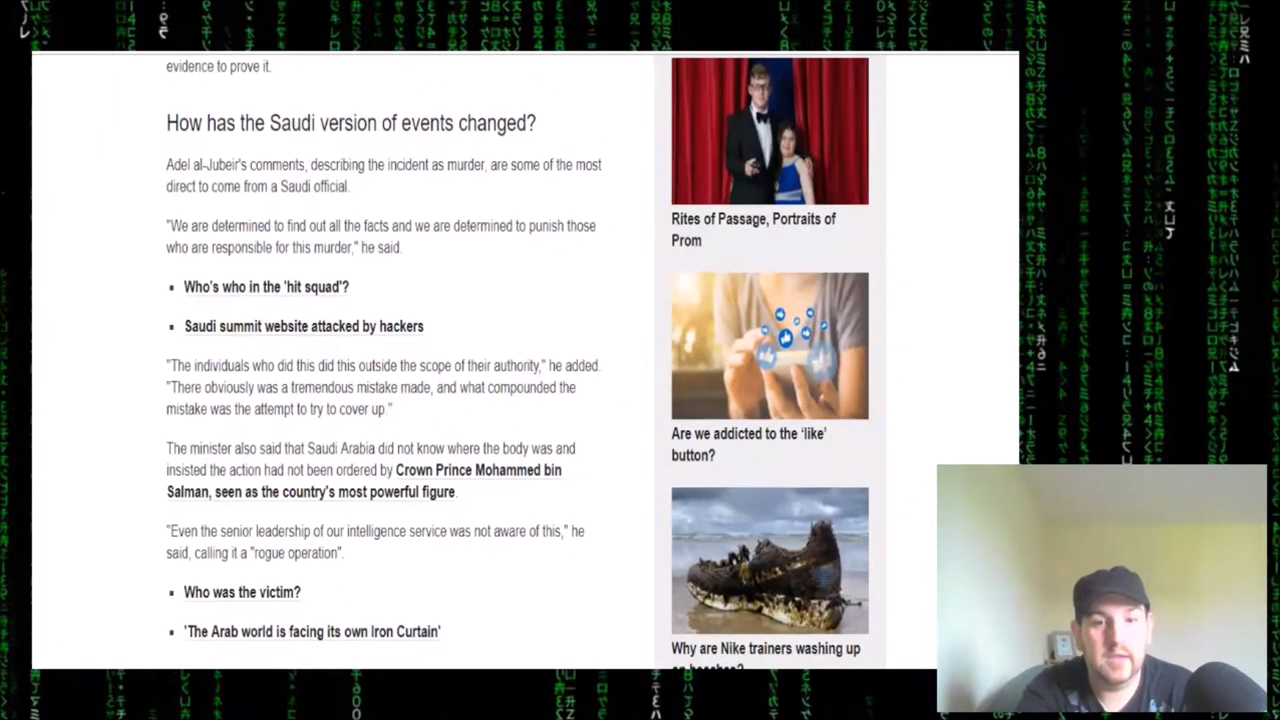 evidence to prove it.
How has the Saudi version of events changed?
Adel al-Jubeir's comments, describing the incident as murder, are some of the most
direct to come from a Saudi official.
"We are determined to find out all the facts and we are determined to punish those
who are responsible for this murder," he said.
Who's who in the 'hit squad'?
Saudi summit website attacked by hackers
"The individuals who did this did this outside the scope of their authority," he added.
"There obviously was a tremendous mistake made, and what compounded the
mistake was the attempt to try to cover up."
The minister also said that Saudi Arabia did not know where the body was and
insisted the action had not been ordered by Crown Prince Mohammed bin
Salman, seen as the country's most powerful figure.
"Even the senior leadership of our intelligence service was not aware of this," he
said, calling it a "rogue operation".
Who was the victim?
'The Arab world is facing its own Iron Curtain'
Rites of Passage, Portraits of
Prom
Are we addicted to the 'like'
button?
Why are Nike trainers washing up
on beaches?